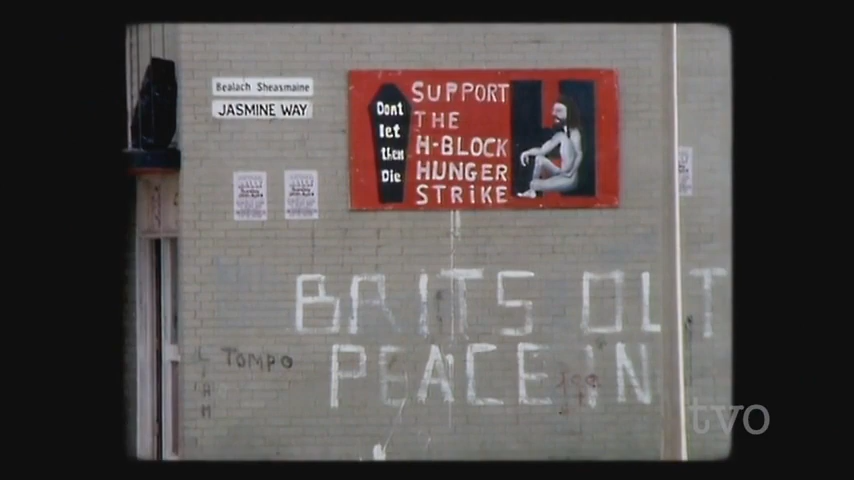 Bealach Sheasmaine
JASMINE WAY
Dont
let
them
Die
SUPPORT
THE
H-BLOCK
HUNGER
STRIKE
BRITS OUT
PEACE IN
TOMPO
LIAM
tvo